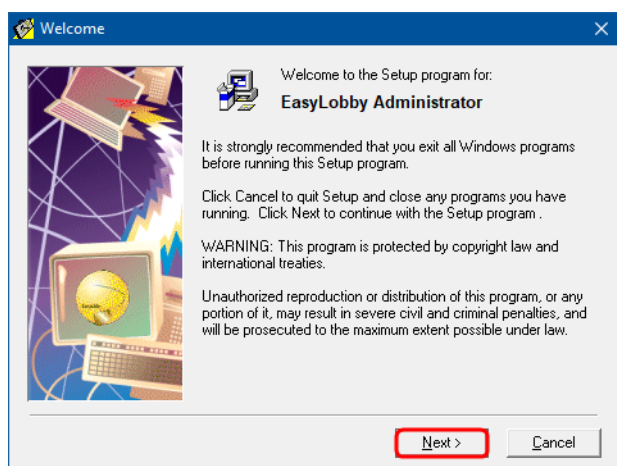 Welcome
Welcome to the Setup program for:
EasyLobby Administrator
It is strongly recommended that you exit all Windows programs
before running this Setup program.
Click Cancel to quit Setup and close any programs you have
running.  Click Next to continue with the Setup program .
WARNING: This program is protected by copyright law and
international treaties.
Unauthorized reproduction or distribution of this program, or any
portion of it, may result in severe civil and criminal penalties, and
will be prosecuted to the maximum extent possible under law.
Next >
Cancel